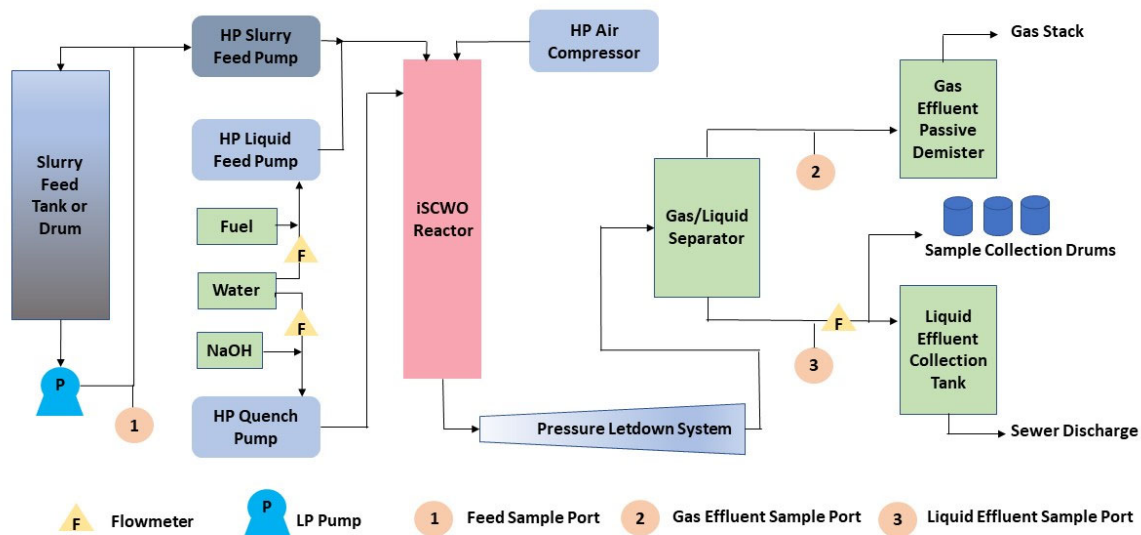 HP Slurry
Feed Pump
HP Air
Compressor
Gas Stack
Gas
Effluent
Passive
Demister
Slurry
Feed
Tank or
Drum
HP Liquid
Feed Pump
Fuel
F
Water
F
NaOH
HP Quench
Pump
P
1
iSCWO
Reactor
Pressure Letdown System
Gas/Liquid
Separator
2
F
3
Sample Collection Drums
Liquid
Effluent
Collection
Tank
Sewer Discharge
F Flowmeter
P LP Pump
1 Feed Sample Port
2 Gas Effluent Sample Port
3 Liquid Effluent Sample Port